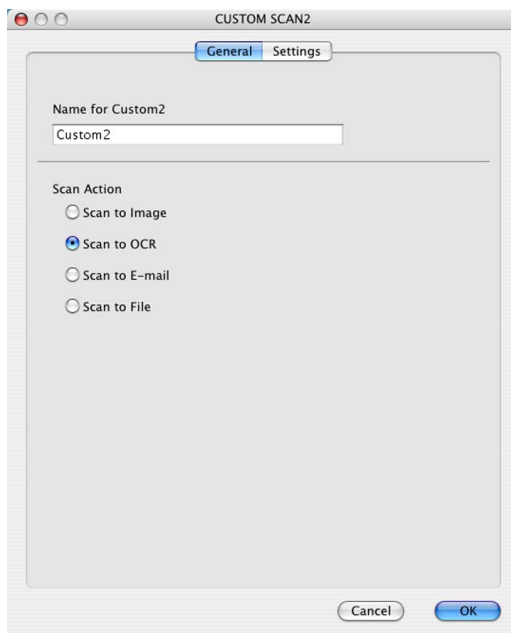 CUSTOM SCAN2
General Settings
Name for Custom2
Custom2
Scan Action
Scan to Image
Scan to OCR
Scan to E-mail
Scan to File
Cancel OK